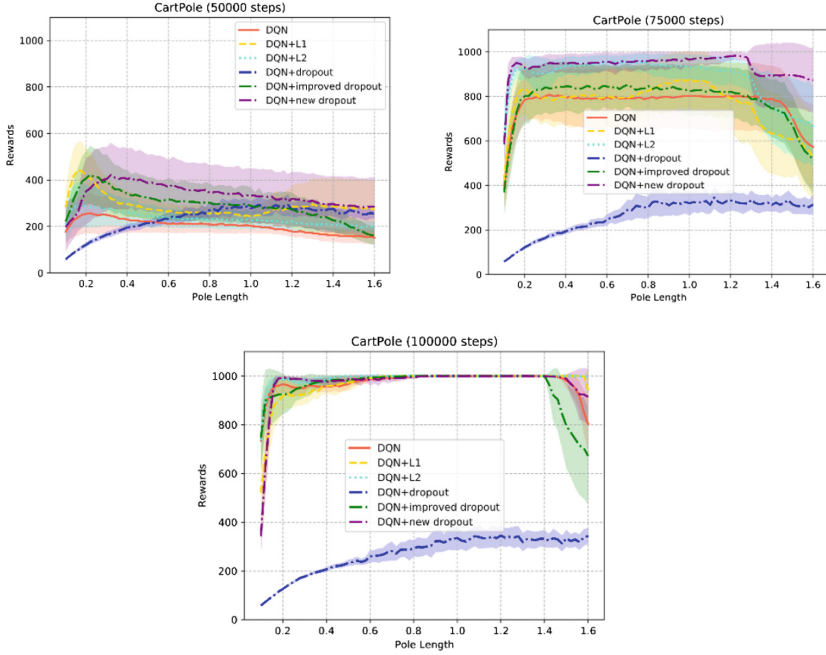 CartPole (50000 steps)
1000
800
600
400
200
0
Rewards
DQN
DQN+L1
DQN+L2
DQN+dropout
DQN+improved dropout
DQN+new dropout
0.2 0.4 0.6 0.8 1.0 1.2 1.4 1.6
Pole Length
CartPole (75000 steps)
1000
800
600
400
200
0
Rewards
DQN
DQN+L1
DQN+L2
DQN+dropout
DQN+improved dropout
DQN+new dropout
0.2 0.4 0.6 0.8 1.0 1.2 1.4 1.6
Pole Length
CartPole (100000 steps)
1000
800
600
400
200
0
Rewards
DQN
DQN+L1
DQN+L2
DQN+dropout
DQN+improved dropout
DQN+new dropout
0.2 0.4 0.6 0.8 1.0 1.2 1.4 1.6
Pole Length